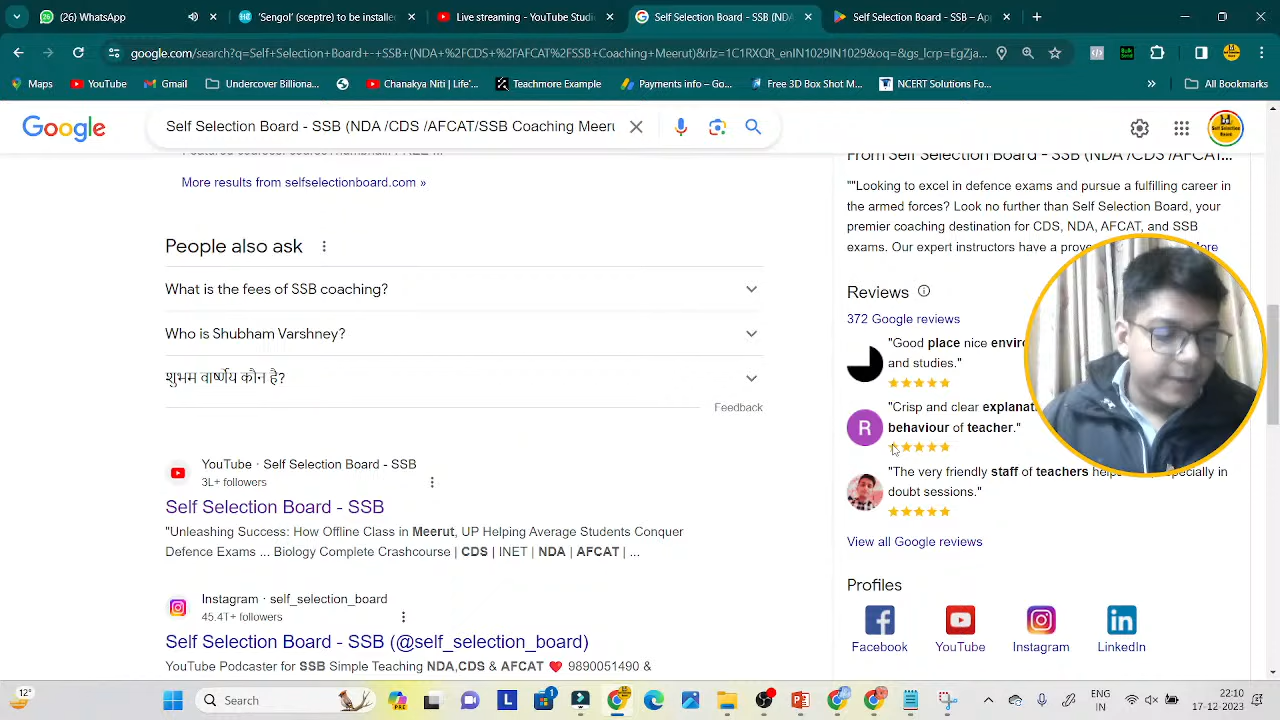 (26) WhatsApp
'Sengol' (sceptre) to be installed
Live streaming - YouTube Studi
Self Selection Board - SSB (NDA
Self Selection Board - SSB – App
google.com/search?q=Self+Selection+Board+-+SSB+(NDA+%2FCDS+%2FAFCAT%2FSSB+Coaching+Meerut)&rlz=1C1RXQR_enIN1029IN1029&oq=&gs_lcrp=EgZja...
Maps
YouTube
Gmail
Undercover Billiona...
Chanakya Niti | Life'...
Teachmore Example
Payments info – Go...
Free 3D Box Shot M...
NCERT Solutions Fo...
»
All Bookmarks
Google
Self Selection Board - SSB (NDA /CDS /AFCAT/SSB Coaching Meeru
Self Selection Board
More results from selfselectionboard.com »
People also ask
What is the fees of SSB coaching?
Who is Shubham Varshney?
शुभम वार्ष्णेय कौन है?
Feedback
YouTube · Self Selection Board - SSB
3L+ followers
Self Selection Board - SSB
"Unleashing Success: How Offline Class in Meerut, UP Helping Average Students Conquer
Defence Exams ... Biology Complete Crashcourse | CDS | INET | NDA | AFCAT | ...
Instagram · self_selection_board
45.4T+ followers
Self Selection Board - SSB (@self_selection_board)
YouTube Podcaster for SSB Simple Teaching NDA,CDS & AFCAT ❤️ 9890051490 &
From Self Selection Board - SSB (NDA /CDS /AFCAT...
""Looking to excel in defence exams and pursue a fulfilling career in
the armed forces? Look no further than Self Selection Board, your
premier coaching destination for CDS, NDA, AFCAT, and SSB
exams. Our expert instructors have a prove
Reviews
372 Google reviews
"Good place nice enviro
and studies."
R
"Crisp and clear explanat
behaviour of teacher."
"The very friendly staff of teachers help especially in
doubt sessions."
View all Google reviews
Profiles
Facebook
YouTube
Instagram
LinkedIn
12°
Search
L
ENG
IN
22:10
17-12-2023